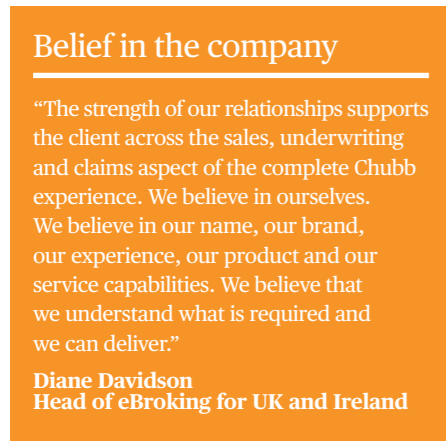 Belief in the company
“The strength of our relationships supports
the client across the sales, underwriting
and claims aspect of the complete Chubb
experience. We believe in ourselves.
We believe in our name, our brand,
our experience, our product and our
service capabilities. We believe that
we understand what is required and
we can deliver.”
Diane Davidson
Head of eBroking for UK and Ireland